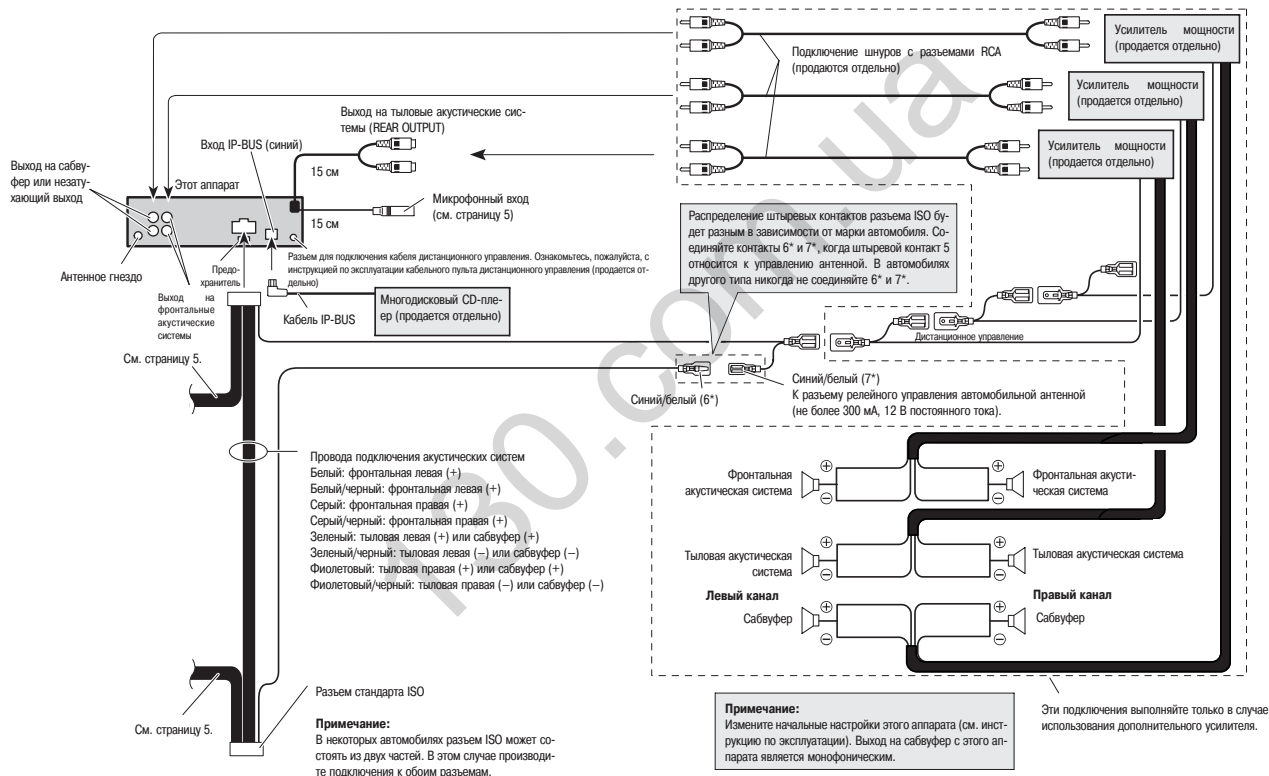 Усилитель мощности
(продается отдельно)
Подключение шнуров с разъемами RCA
(продаются отдельно)
Усилитель мощности
(продается отдельно)
Выход на тыловые акустические сис-
темы (REAR OUTPUT)
Усилитель мощности
(продается отдельно)
Вход IP-BUS (синий)
Выход на сабву-
фер или незату-
хающий выход
Этот аппарат
15 см
Микрофонный вход
(см. страницу 5)
15 см
Антенное гнездо
Предо-
хранитель
Разъем для подключения кабеля дистанционного управления. Ознакомьтесь, пожалуйста, с
инструкцией по эксплуатации кабельного пульта дистанционного управления (продается от-
дельно)
Распределение штыревых контактов разъема ISO бу-
дет разным в зависимости от марки автомобиля. Со-
единяйте контакты 6* и 7*, когда штыревой контакт 5
относится к управлению антенной. В автомобилях
другого типа никогда не соединяйте 6* и 7*.
Выход на
фронтальные
акустические
системы
Кабель IP-BUS
Многодисковый CD-пле-
ер (продается отдельно)
Дистанционное управление
См. страницу 5.
Синий/белый (6*)
Синий/белый (7*)
К разъему релейного управления автомобильной антенной
(не более 300 мА, 12 В постоянного тока).
Провода подключения акустических систем
Белый: фронтальная левая (+)
Белый/черный: фронтальная левая (+)
Серый: фронтальная правая (+)
Серый/черный: фронтальная правая (+)
Зеленый: тыловая левая (+) или сабвуфер (+)
Зеленый/черный: тыловая левая (−) или сабвуфер (−)
Фиолетовый: тыловая правая (+) или сабвуфер (+)
Фиолетовый/черный: тыловая правая (−) или сабвуфер (−)
Фронтальная
акустическая система
Фронтальная акусти-
ческая система
Тыловая акустическая
система
Тыловая акустическая система
Левый канал
Правый канал
Сабвуфер
Сабвуфер
Разъем стандарта ISO
См. страницу 5.
Примечание:
В некоторых автомобилях разъем ISO может со-
стоять из двух частей. В этом случае производи-
те подключения к обоим разъемам.
Примечание:
Измените начальные настройки этого аппарата (см. инст-
рукцию по эксплуатации). Выход на сабвуфер с этого ап-
парата является монофоническим.
Эти подключения выполняйте только в случае
использования дополнительного усилителя.
130.com.ua